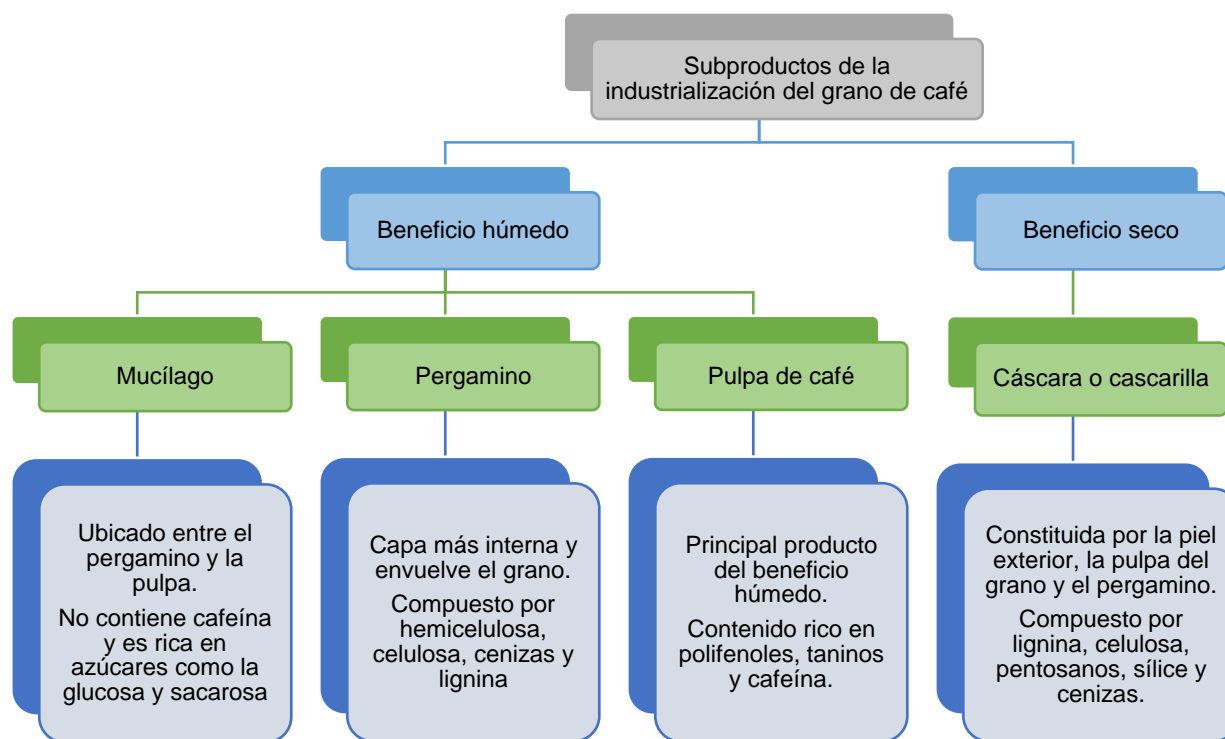 Subproductos de la
industrialización del grano de café
Beneficio húmedo
Beneficio seco
Mucílago
Pergamino
Pulpa de café
Cáscara o cascarilla
Ubicado entre el
pergamino y la
pulpa.
No contiene cafeína
y es rica en
azúcares como la
glucosa y sacarosa
Capa más interna y
envuelve el grano.
Compuesto por
hemicelulosa,
celulosa, cenizas y
lignina
Principal producto
del beneficio
húmedo.
Contenido rico en
polifenoles, taninos
y cafeína.
Constituida por la piel
exterior, la pulpa del
grano y el pergamino.
Compuesto por
lignina, celulosa,
pentosanos, sílice y
cenizas.